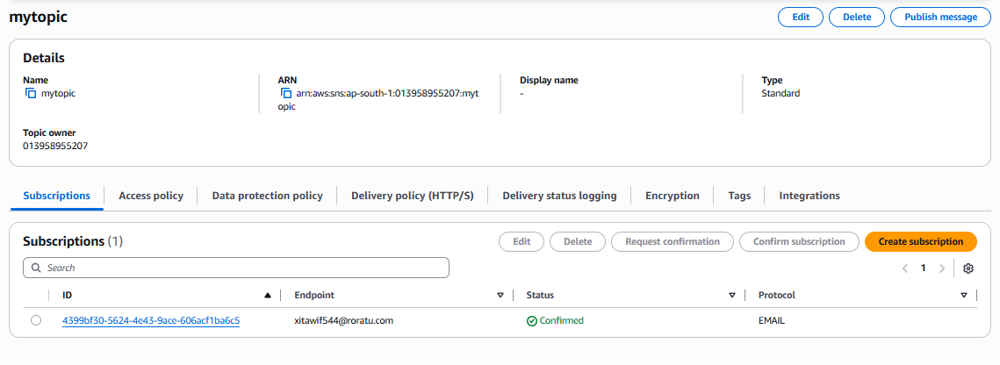 mytopic
Edit
Delete
Publish message
Details
Name
mytopic
ARN
arn:aws:sns:ap-south-1:013958955207:myt
opic
Display name
-
Type
Standard
Topic owner
013958955207
Subscriptions
Access policy
Data protection policy
Delivery policy (HTTP/S)
Delivery status logging
Encryption
Tags
Integrations
Subscriptions (1)
Edit
Delete
Request confirmation
Confirm subscription
Create subscription
Search
1
ID
Endpoint
Status
Protocol
4399bf30-5624-4e43-9ace-606acf1ba6c5
xitawif544@roratu.com
Confirmed
EMAIL